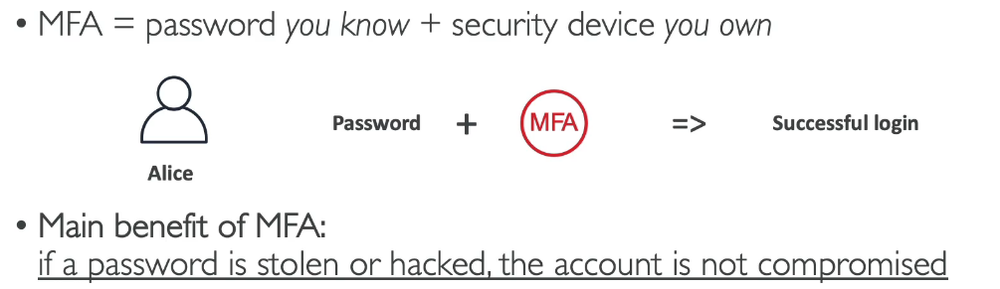 • MFA = password you know + security device you own
Password + MFA => Successful login
Alice
• Main benefit of MFA:
if a password is stolen or hacked, the account is not compromised